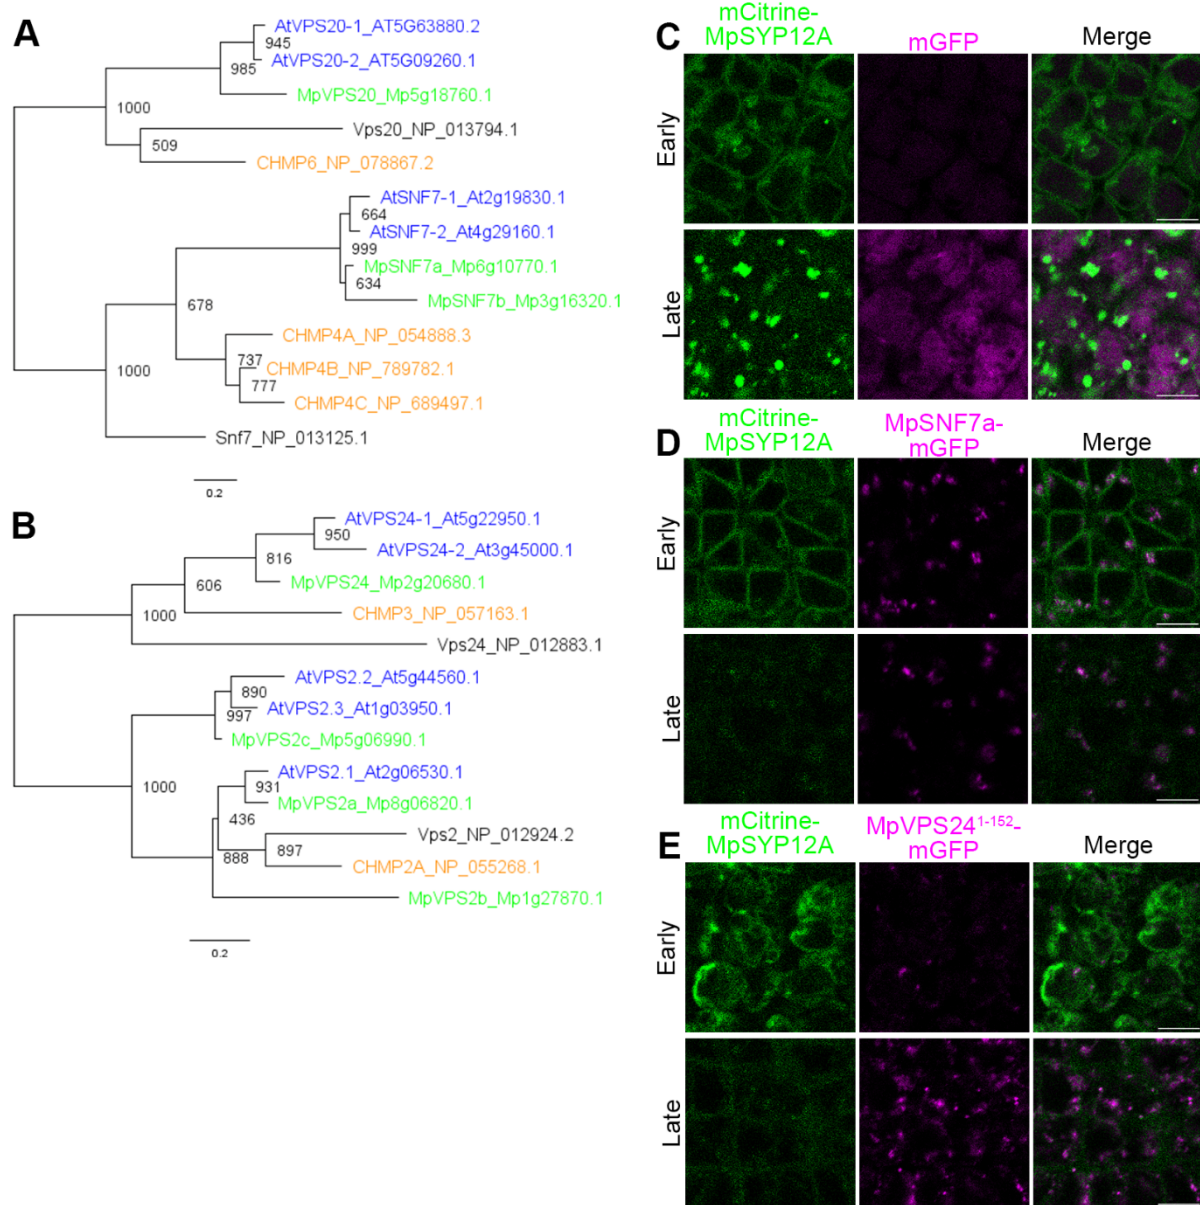 A
AtVPS20-1_AT5G63880.2
945
AtVPS20-2_AT5G09260.1
985
MpVPS20_Mp5g18760.1
1000
Vps20_NP_013794.1
509
CHMP6_NP_078867.2
AtSNF7-1_At2g19830.1
664
AtSNF7-2_At4g29160.1
999
MpSNF7a_Mp6g10770.1
634
MpSNF7b_Mp3g16320.1
678
CHMP4A_NP_054888.3
737
CHMP4B_NP_789782.1
1000
777
CHMP4C_NP_689497.1
Snf7_NP_013125.1
0.2
B
AtVPS24-1_At5g22950.1
950
AtVPS24-2_At3g45000.1
816
MpVPS24_Mp2g20680.1
606
CHMP3_NP_057163.1
1000
Vps24_NP_012883.1
AtVPS2.2_At5g44560.1
890
AtVPS2.3_At1g03950.1
997
MpVPS2c_Mp5g06990.1
AtVPS2.1_At2g06530.1
1000
931
MpVPS2a_Mp8g06820.1
436
Vps2_NP_012924.2
897
888
CHMP2A_NP_055268.1
MpVPS2b_Mp1g27870.1
0.2
C
mCitrine-
MpSYP12A
mGFP
Merge
Early
Late
D
mCitrine-
MpSYP12A
MpSNF7a-
mGFP
Merge
Early
Late
E
mCitrine-
MpSYP12A
MpVPS24¹⁻¹⁵²-
mGFP
Merge
Early
Late